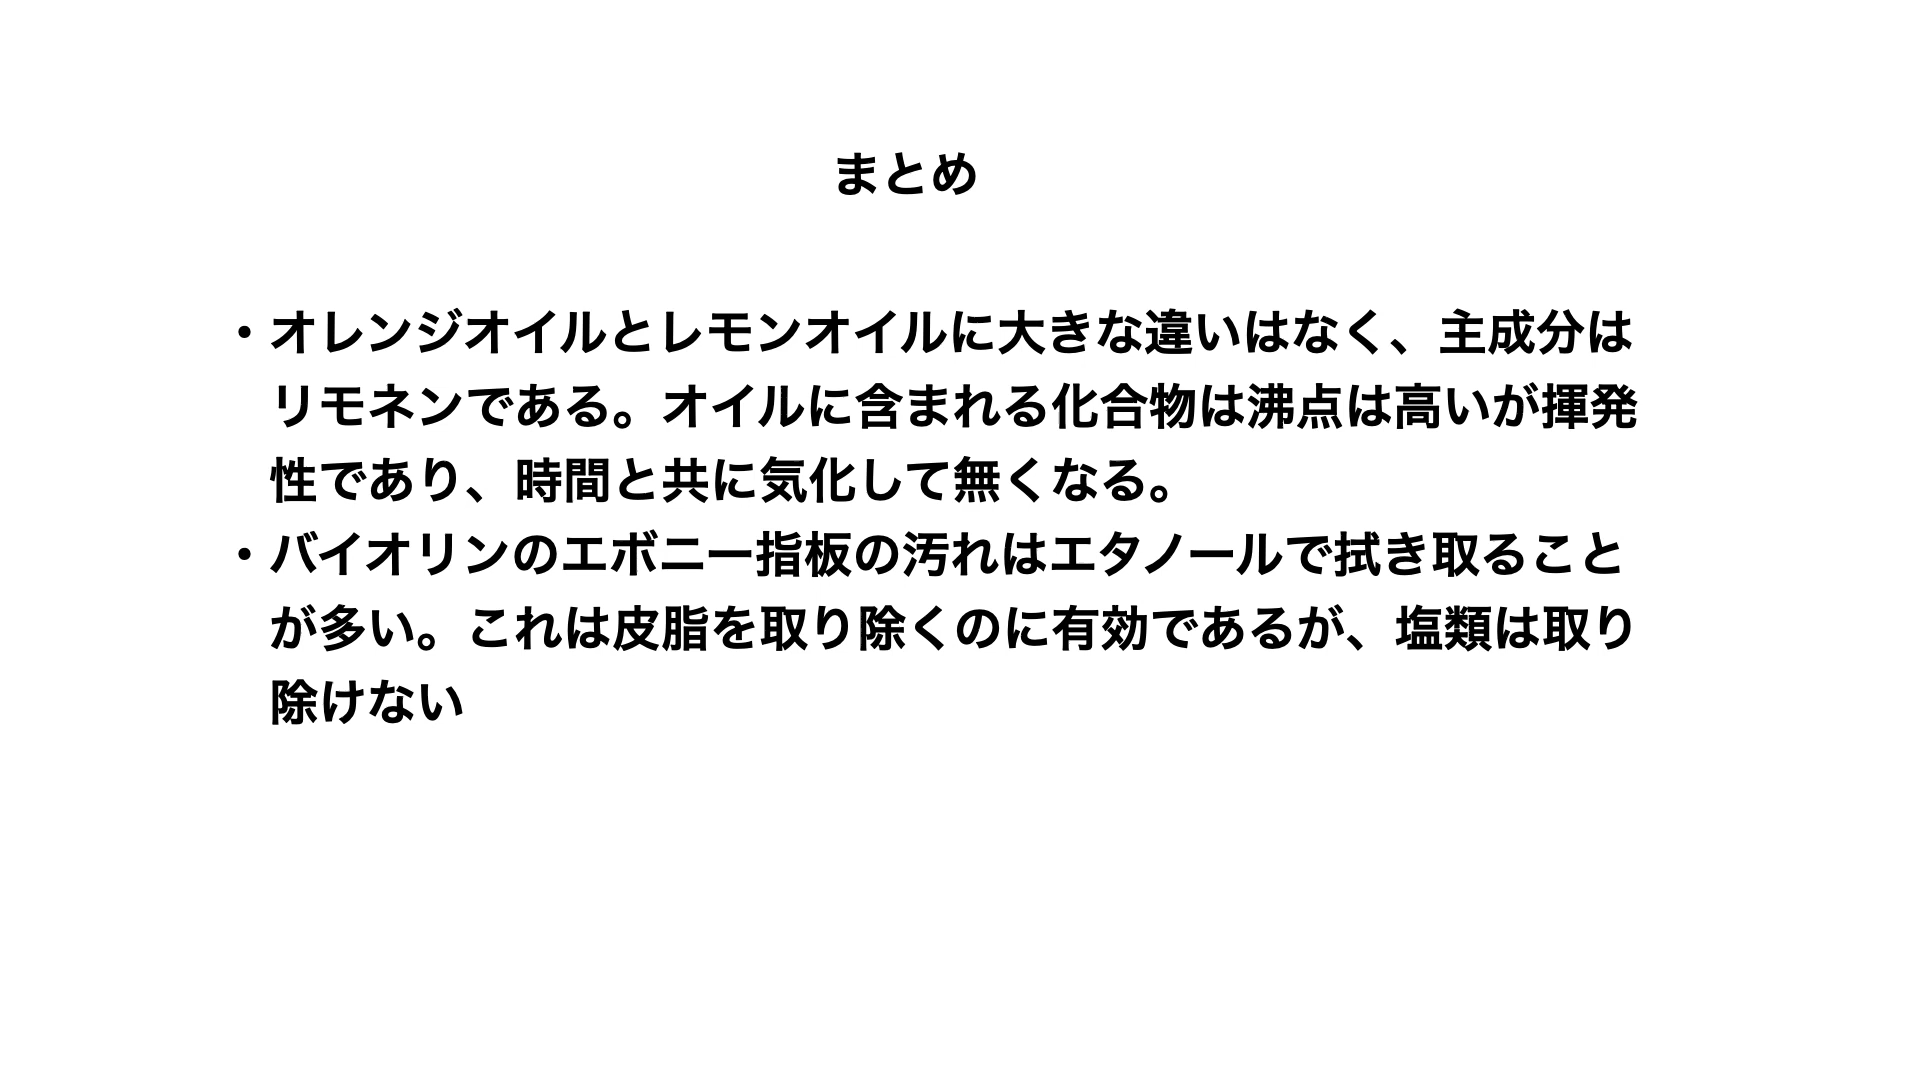 まとめ
・オレンジオイルとレモンオイルに大きな違いはなく、主成分は
リモネンである。オイルに含まれる化合物は沸点は高いが揮発
性であり、時間と共に気化して無くなる。
・バイオリンのエボニー指板の汚れはエタノールで拭き取ること
が多い。これは皮脂を取り除くのに有効であるが、塩類は取り
除けない